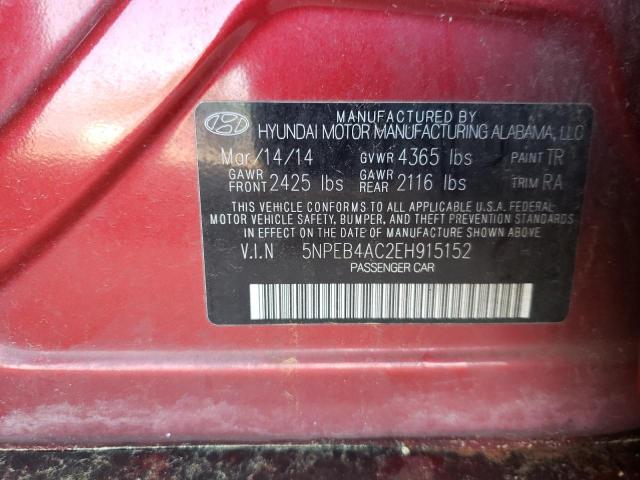 MANUFACTURED BY
HYUNDAI MOTOR MANUFACTURING ALABAMA, LLC
Mar/14/14 GVWR 4365 lbs PAINT TR
GAWR FRONT 2425 lbs GAWR REAR 2116 lbs TRIM RA
THIS VEHICLE CONFORMS TO ALL APPLICABLE U.S.A. FEDERAL
MOTOR VEHICLE SAFETY, BUMPER, AND THEFT PREVENTION STANDARDS
IN EFFECT ON THE DATE OF MANUFACTURE SHOWN ABOVE.
V.I.N 5NPEB4AC2EH915152
PASSENGER CAR